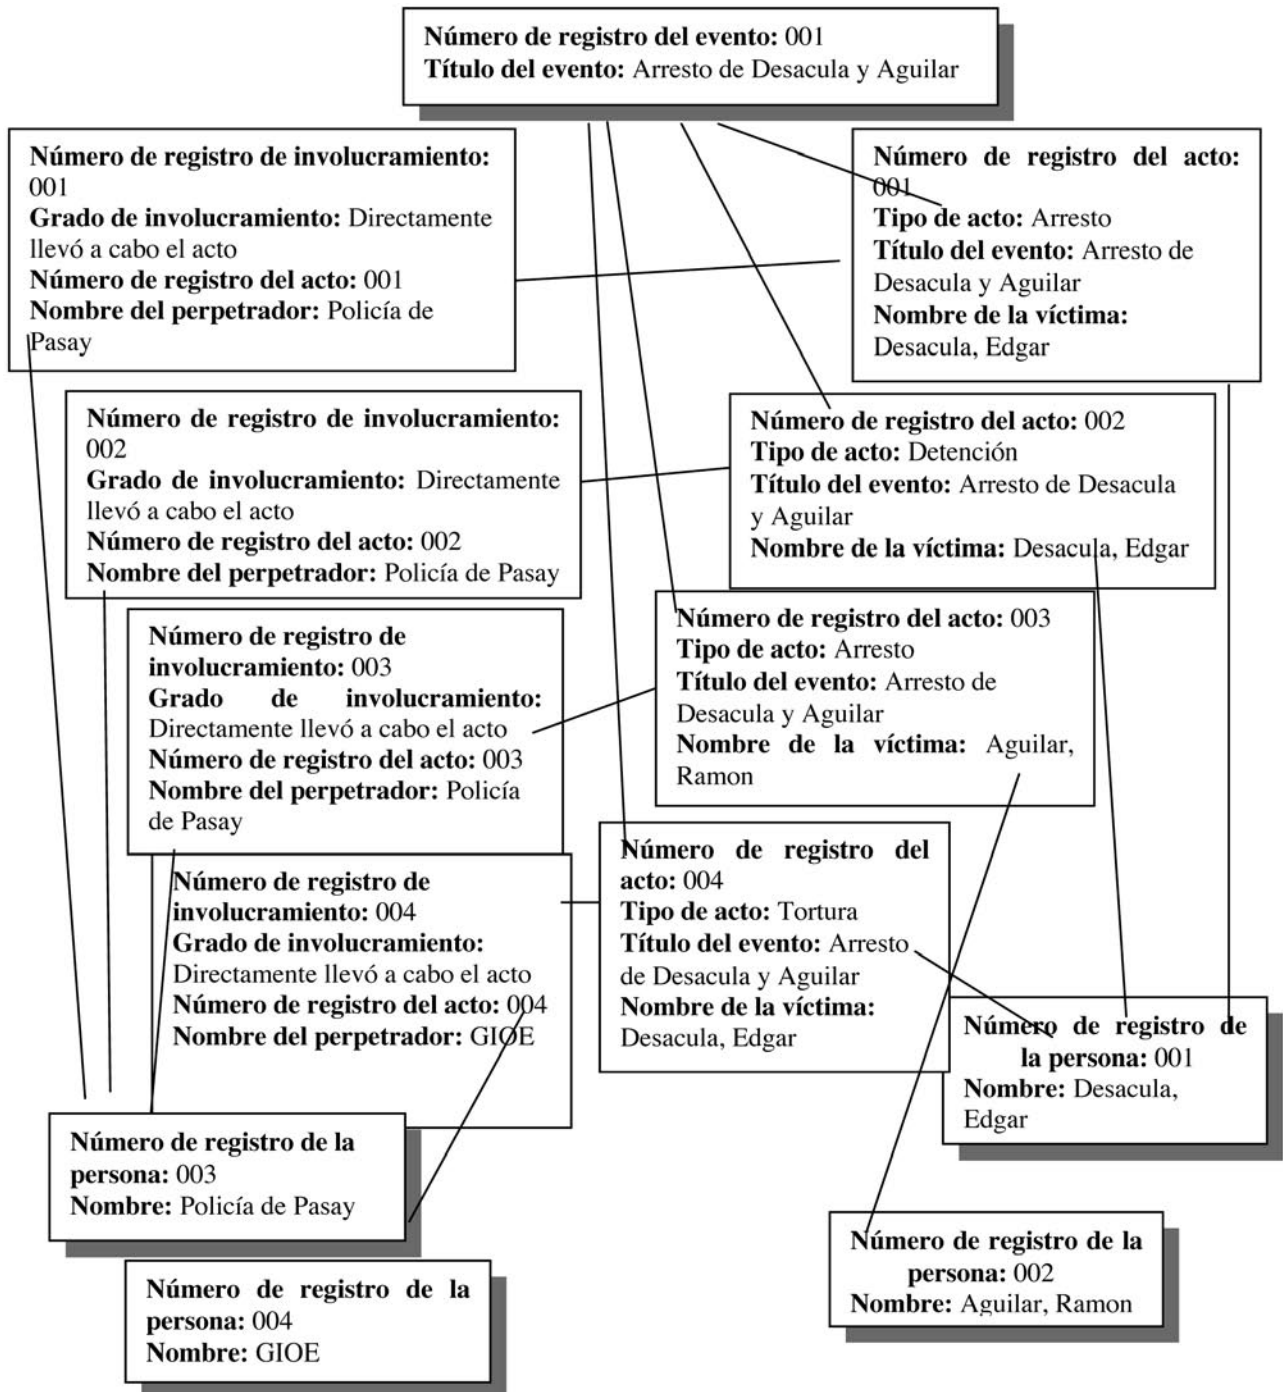 Número de registro del evento: 001
Título del evento: Arresto de Desacula y Aguilar
Número de registro de involucramiento:
001
Grado de involucramiento: Directamente
llevó a cabo el acto
Número de registro del acto: 001
Nombre del perpetrador: Policía de
Pasay
Número de registro del acto:
001
Tipo de acto: Arresto
Título del evento: Arresto de
Desacula y Aguilar
Nombre de la víctima:
Desacula, Edgar
Número de registro de involucramiento:
002
Grado de involucramiento: Directamente
llevó a cabo el acto
Número de registro del acto: 002
Nombre del perpetrador: Policía de Pasay
Número de registro del acto: 002
Tipo de acto: Detención
Título del evento: Arresto de Desacula
y Aguilar
Nombre de la víctima: Desacula, Edgar
Número de registro de
involucramiento: 003
Grado de involucramiento:
Directamente llevó a cabo el acto
Número de registro del acto: 003
Nombre del perpetrador: Policía
de Pasay
Número de registro del acto: 003
Tipo de acto: Arresto
Título del evento: Arresto de
Desacula y Aguilar
Nombre de la víctima: Aguilar,
Ramon
Número de registro de
involucramiento: 004
Grado de involucramiento:
Directamente llevó a cabo el acto
Número de registro del acto: 004
Nombre del perpetrador: GIOE
Número de registro del
acto: 004
Tipo de acto: Tortura
Título del evento: Arresto
de Desacula y Aguilar
Nombre de la víctima:
Desacula, Edgar
Número de registro de
la persona: 001
Nombre: Desacula,
Edgar
Número de registro de la
persona: 003
Nombre: Policía de Pasay
Número de registro de la
persona: 002
Nombre: Aguilar, Ramon
Número de registro de la
persona: 004
Nombre: GIOE